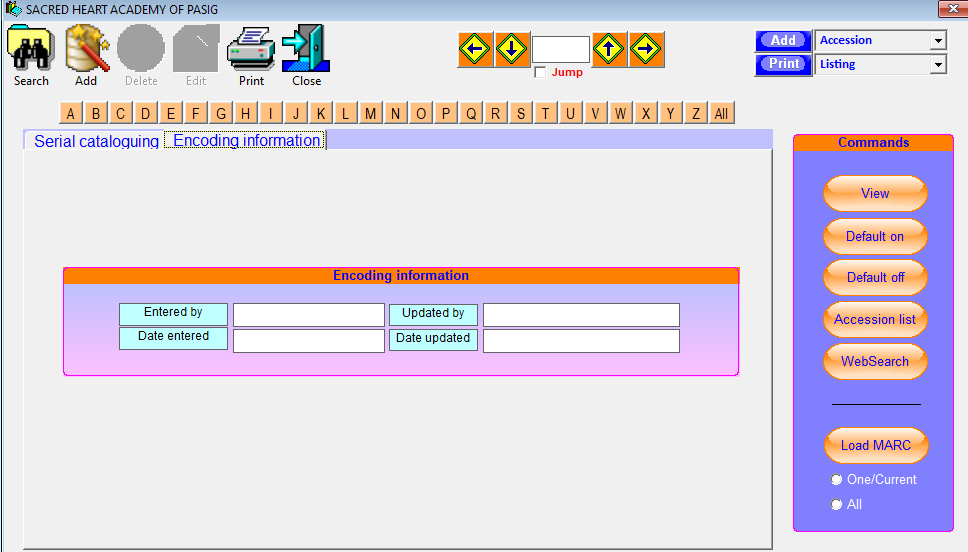 SACRED HEART ACADEMY OF PASIG
Search Add Delete Edit Print Close
Jump
Add Accession
Print Listing
A B C D E F G H I J K L M N O P Q R S T U V W X Y Z All
Serial cataloguing Encoding information
Encoding information
Entered by Updated by
Date entered Date updated
Commands
View
Default on
Default off
Accession list
WebSearch
Load MARC
One/Current
All